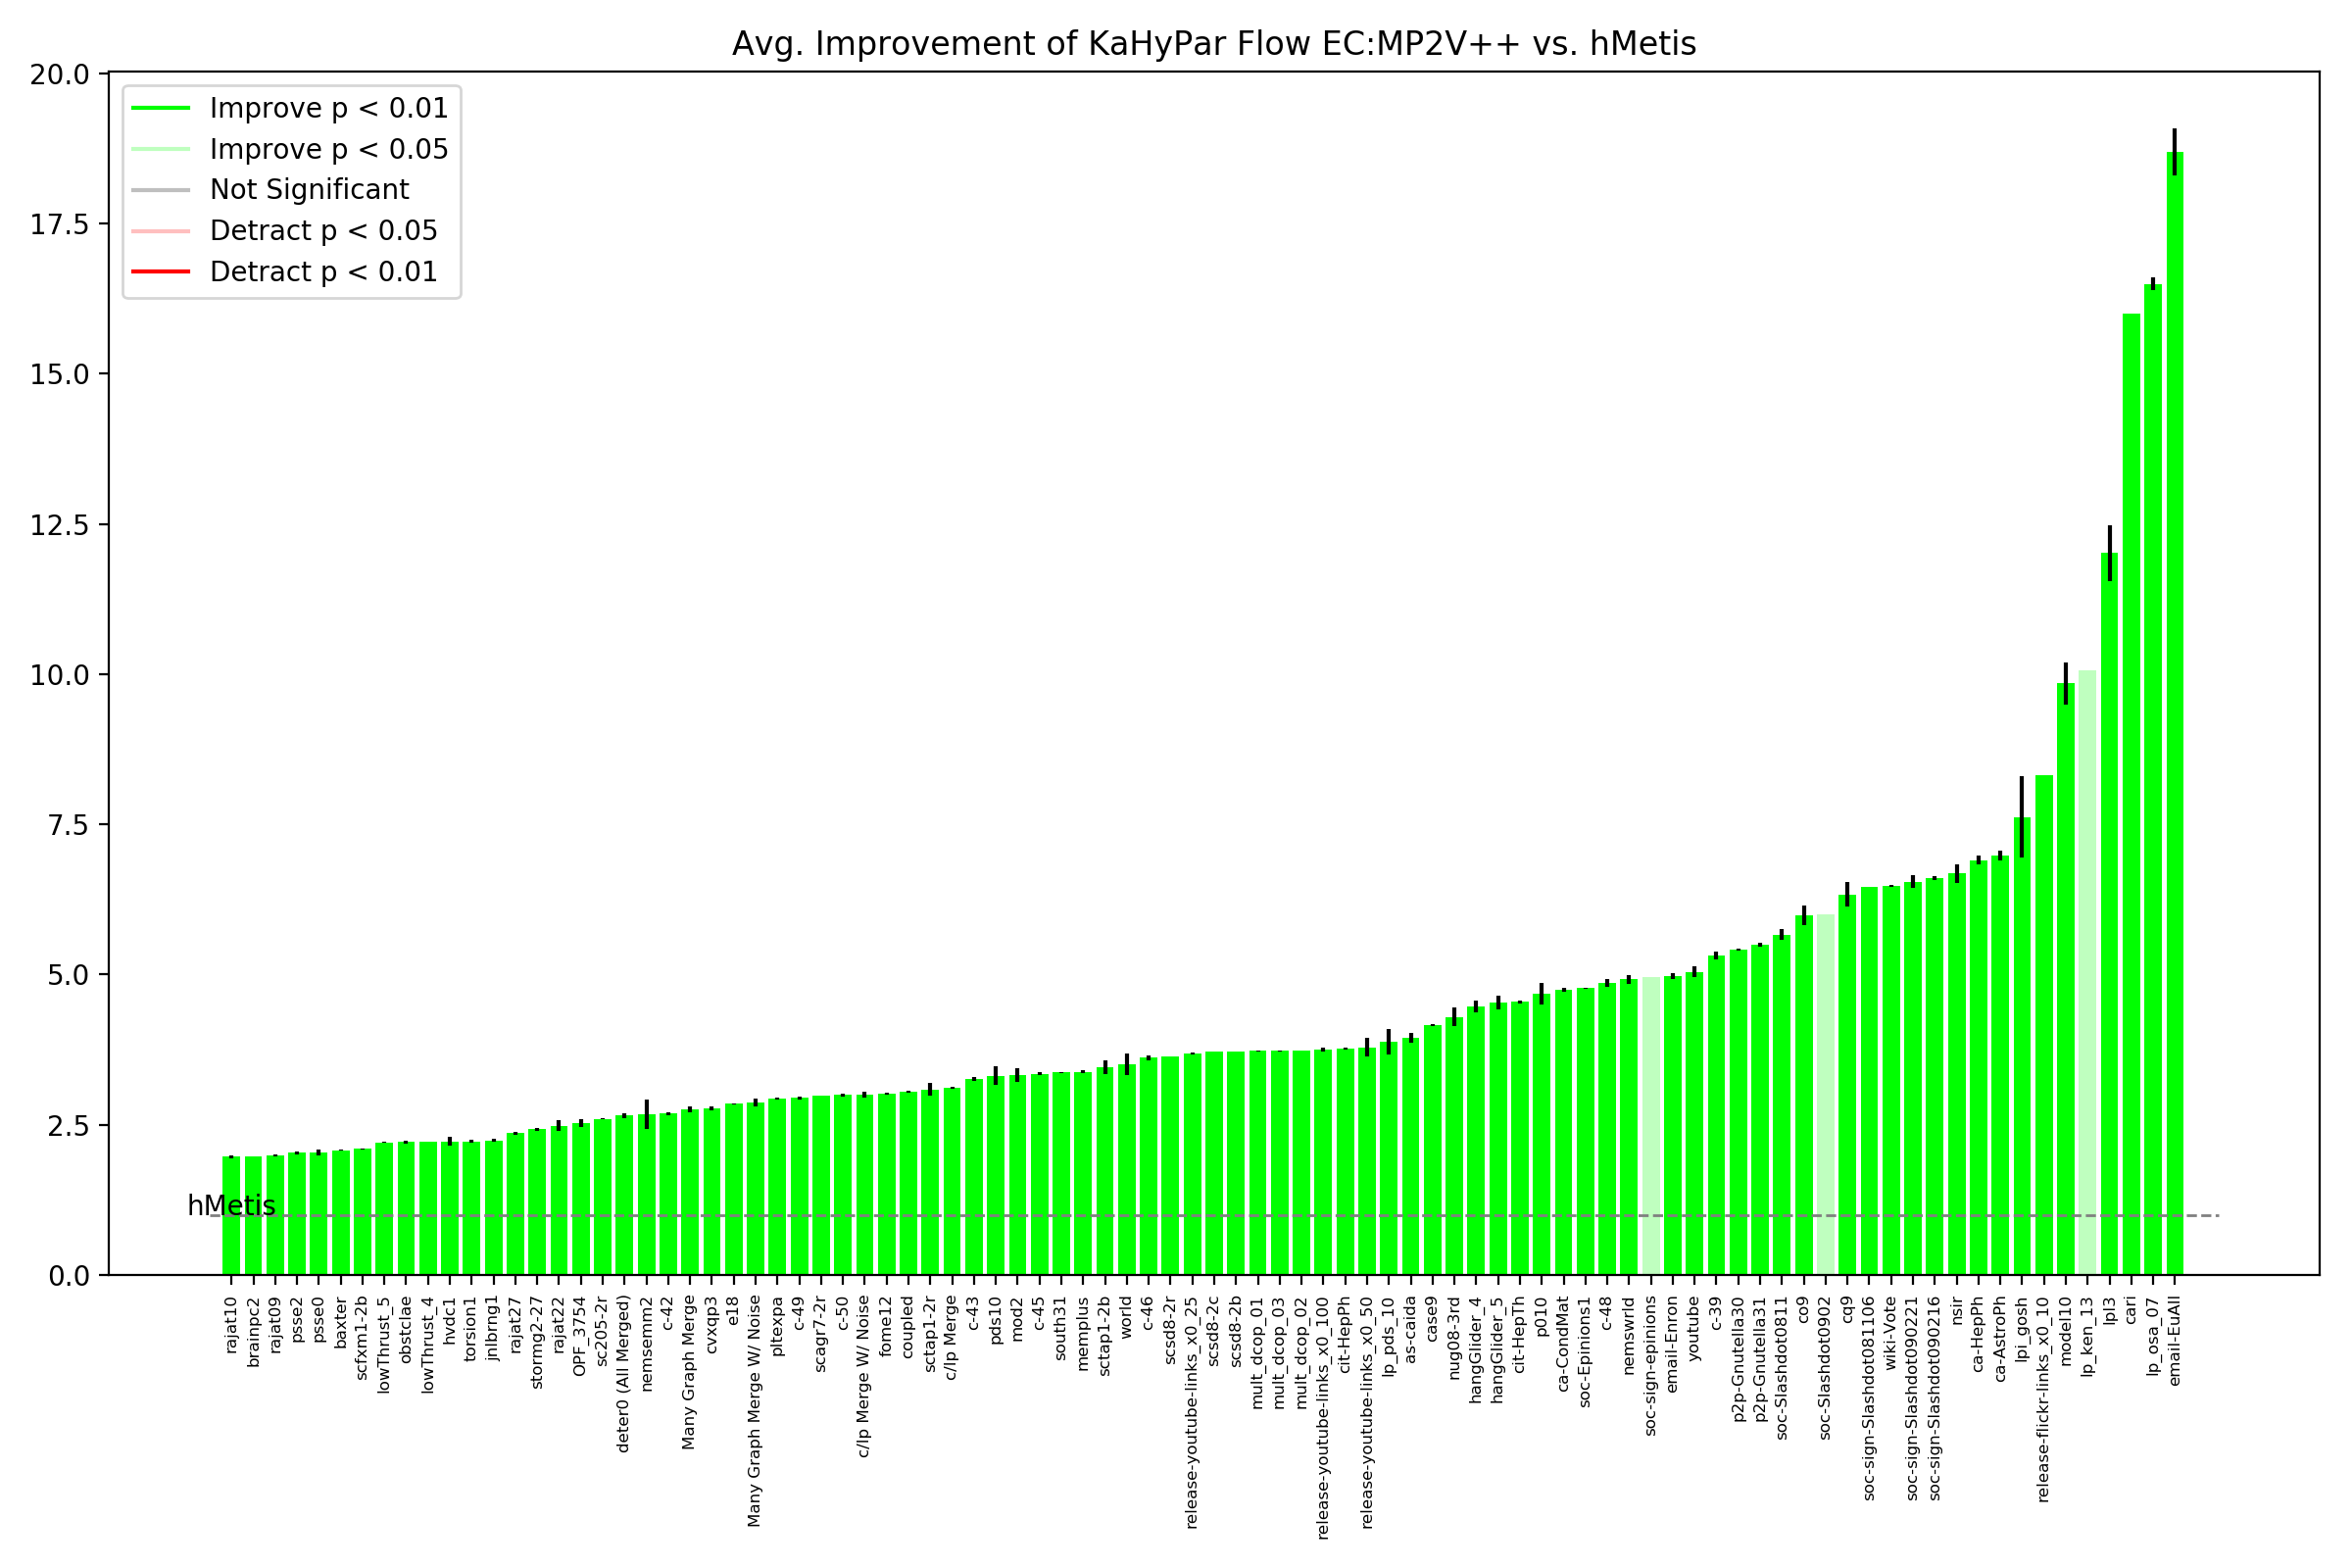 Avg. Improvement of KaHyPar Flow EC:MP2V++ vs. hMetis
20.0
17.5
15.0
12.5
10.0
7.5
5.0
2.5
0.0
Improve p < 0.01
Improve p < 0.05
Not Significant
Detract p < 0.05
Detract p < 0.01
hMetis
rajat10
brainpc2
rajat09
psse2
psse0
baxter
scfxm1-2b
lowThrust_5
obstclae
lowThrust_4
hvdc1
torsion1
jnlbrng1
rajat27
stormg2-27
rajat22
OPF_3754
sc205-2r
deter0 (All Merged)
nemsemm2
c-42
Many Graph Merge
cvxqp3
e18
Many Graph Merge W/ Noise
pltexpa
c-49
scagr7-2r
c-50
c/lp Merge W/ Noise
fome12
coupled
sctap1-2r
c/lp Merge
c-43
pds10
mod2
c-45
south31
memplus
sctap1-2b
world
c-46
scsd8-2r
release-youtube-links_x0_25
scsd8-2c
scsd8-2b
mult_dcop_01
mult_dcop_03
mult_dcop_02
release-youtube-links_x0_100
cit-HepPh
release-youtube-links_x0_50
lp_pds_10
as-caida
case9
nug08-3rd
hangGlider_4
hangGlider_5
cit-HepTh
p010
ca-CondMat
soc-Epinions1
c-48
nemswrld
soc-sign-epinions
email-Enron
youtube
c-39
p2p-Gnutella30
p2p-Gnutella31
soc-Slashdot0811
co9
soc-Slashdot0902
cq9
soc-sign-Slashdot081106
wiki-Vote
soc-sign-Slashdot090221
soc-sign-Slashdot090216
nsir
ca-HepPh
ca-AstroPh
lpi_gosh
release-flickr-links_x0_10
model10
lp_ken_13
lpl3
cari
lp_osa_07
email-EuAll